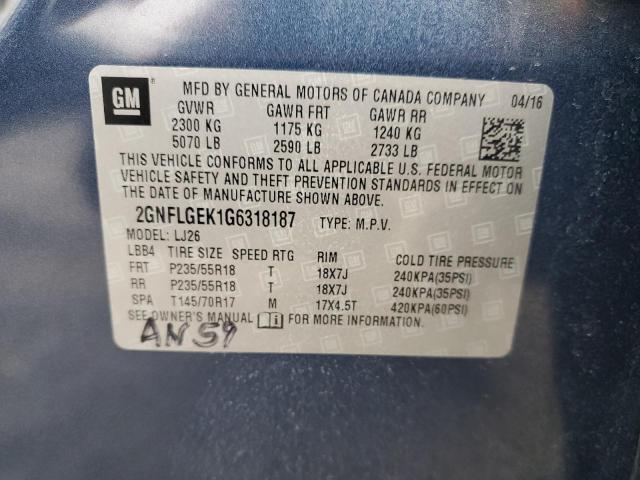 GM
MFD BY GENERAL MOTORS OF CANADA COMPANY 04/16
GVWR GAWR FRT GAWR RR
2300 KG 1175 KG 1240 KG
5070 LB 2590 LB 2733 LB
THIS VEHICLE CONFORMS TO ALL APPLICABLE U.S. FEDERAL MOTOR
VEHICLE SAFETY AND THEFT PREVENTION STANDARDS IN EFFECT ON
THE DATE OF MANUFACTURE SHOWN ABOVE.
2GNFLGEK1G6318187 TYPE: M.P.V.
MODEL: LJ26
LBB4 TIRE SIZE SPEED RTG RIM COLD TIRE PRESSURE
FRT P235/55R18 T 18X7J 240KPA(35PSI)
RR P235/55R18 T 18X7J 240KPA(35PSI)
SPA T145/70R17 M 17X4.5T 420KPA(60PSI)
SEE OWNER'S MANUAL FOR MORE INFORMATION.
AN59